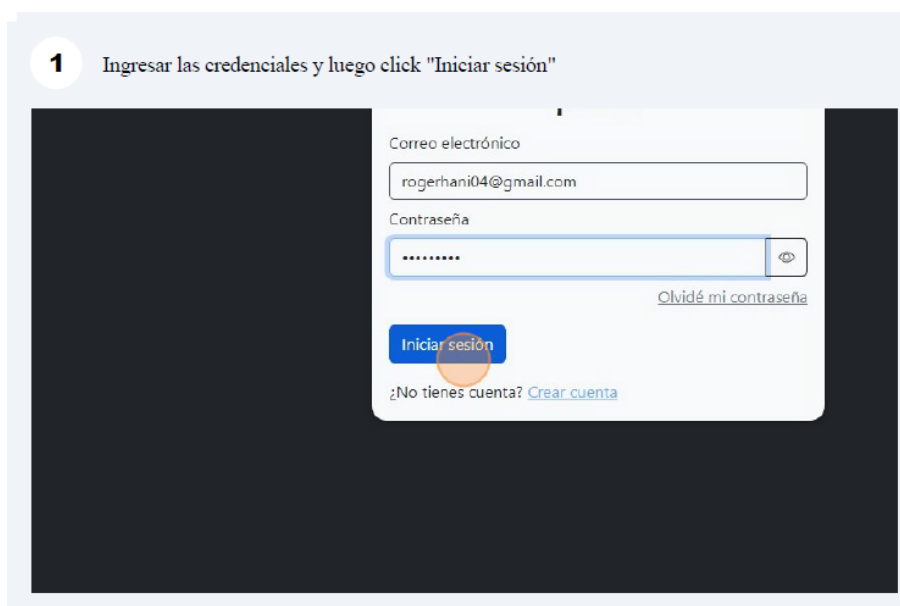 1 Ingresar las credenciales y luego click "Iniciar sesión"
Correo electrónico
rogerhani04@gmail.com
Contraseña
•••••••••
Olvidé mi contraseña
Iniciar sesión
¿No tienes cuenta? Crear cuenta